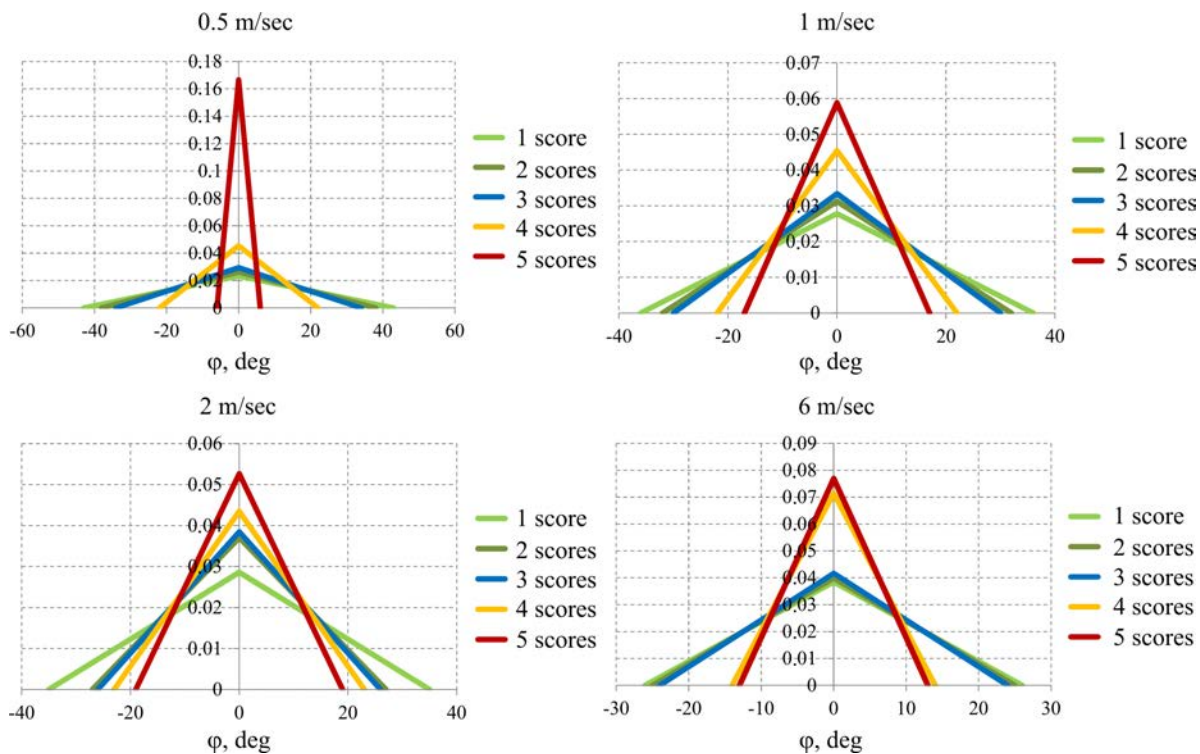 0.5 m/sec
0.18
0.16
0.14
0.12
0.1
0.08
0.06
0.04
0.02
0
-60 -40 -20 0 20 40 60
φ, deg
1 score
2 scores
3 scores
4 scores
5 scores
1 m/sec
0.07
0.06
0.05
0.04
0.03
0.02
0.01
0
-40 -20 0 20 40
φ, deg
1 score
2 scores
3 scores
4 scores
5 scores
2 m/sec
0.06
0.05
0.04
0.03
0.02
0.01
0
-40 -20 0 20 40
φ, deg
1 score
2 scores
3 scores
4 scores
5 scores
6 m/sec
0.09
0.08
0.07
0.06
0.05
0.04
0.03
0.02
0.01
0
-30 -20 -10 0 10 20 30
φ, deg
1 score
2 scores
3 scores
4 scores
5 scores